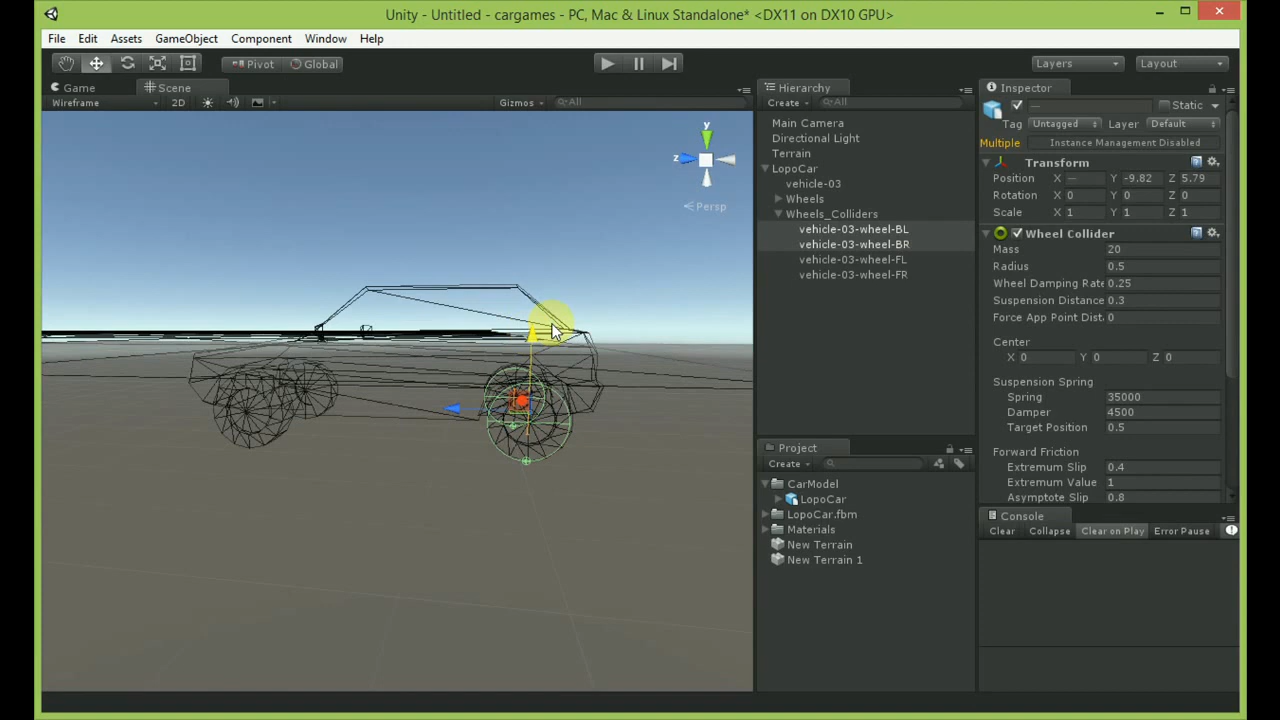 Unity - Untitled - cargames - PC, Mac & Linux Standalone* <DX11 on DX10 GPU>
File Edit Assets GameObject Component Window Help
Pivot Global Layers Layout
Game Scene
Wireframe 2D Gizmos All
y
z
Persp
Hierarchy
Create All
Main Camera
Directional Light
Terrain
LopoCar
vehicle-03
Wheels
Wheels_Colliders
vehicle-03-wheel-BL
vehicle-03-wheel-BR
vehicle-03-wheel-FL
vehicle-03-wheel-FR
Project
Create
CarModel
LopoCar
LopoCar.fbm
Materials
New Terrain
New Terrain 1
Inspector
— Static
Tag Untagged Layer Default
Multiple Instance Management Disabled
Transform
Position X — Y -9.82 Z 5.79
Rotation X 0 Y 0 Z 0
Scale X 1 Y 1 Z 1
Wheel Collider
Mass 20
Radius 0.5
Wheel Damping Rate 0.25
Suspension Distance 0.3
Force App Point Dist 0
Center
X 0 Y 0 Z 0
Suspension Spring
Spring 35000
Damper 4500
Target Position 0.5
Forward Friction
Extremum Slip 0.4
Extremum Value 1
Asymptote Slip 0.8
Console
Clear Collapse Clear on Play Error Pause